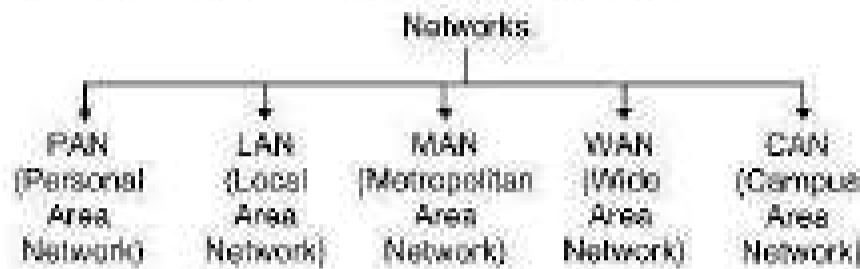 Networks
PAN
(Personal
Area
Network)
LAN
(Local
Area
Network)
MAN
(Metropolitan
Area
Network)
WAN
(Wide
Area
Network)
CAN
(Campus
Area
Network)